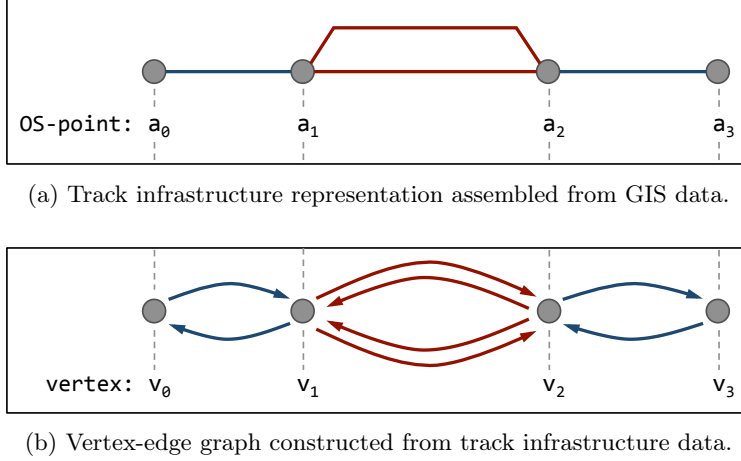 OS-point: a₀ a₁ a₂ a₃
(a) Track infrastructure representation assembled from GIS data.
vertex: v₀ v₁ v₂ v₃
(b) Vertex-edge graph constructed from track infrastructure data.